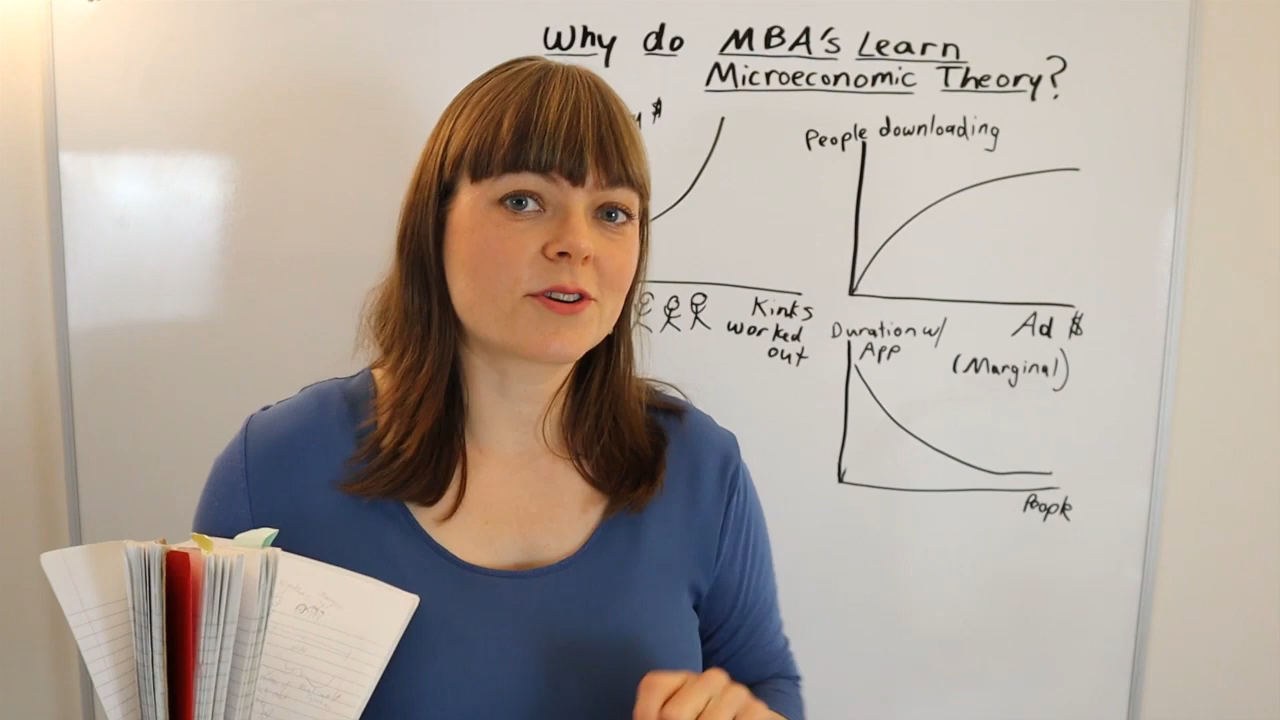 Why do MBA's Learn
Microeconomic Theory?
$
People downloading
Kinks
worked
out
Ad $
(Marginal)
Duration w/
App
People